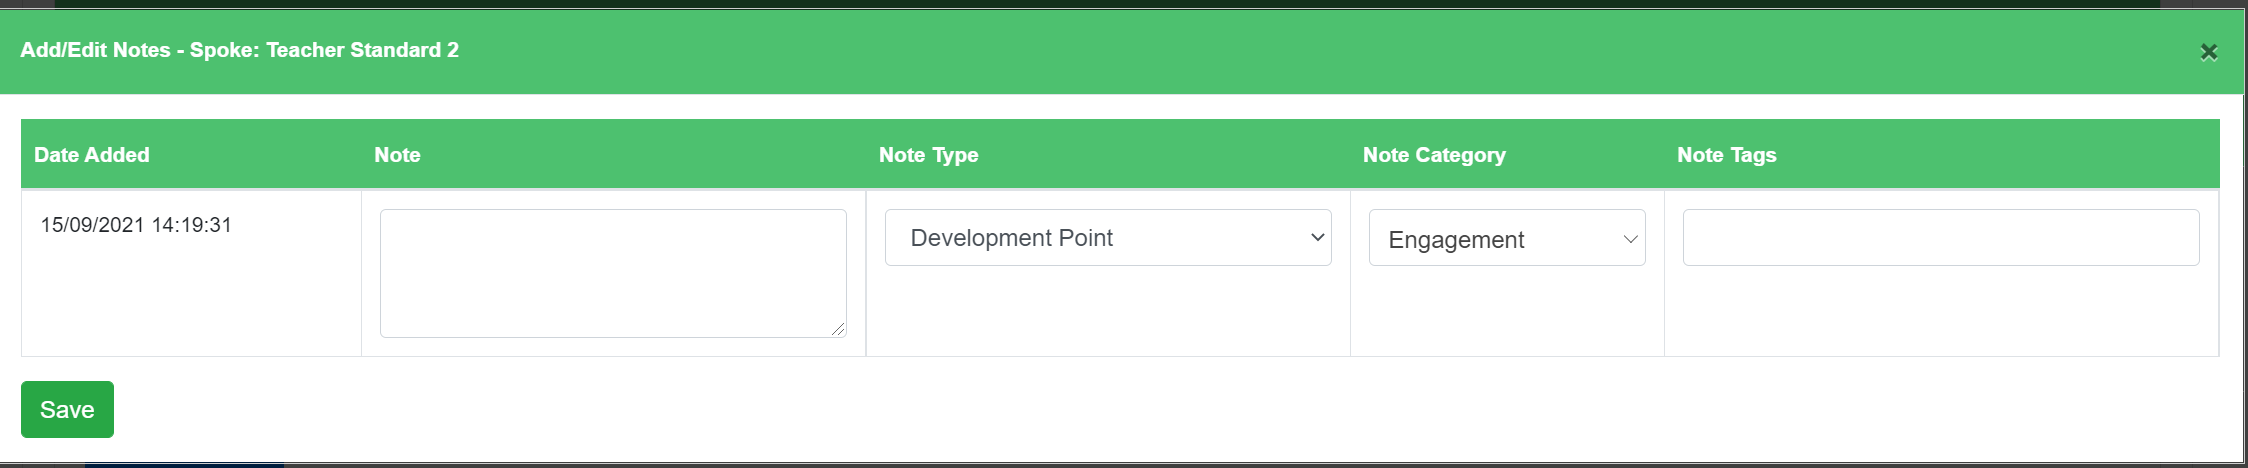 Add/Edit Notes - Spoke: Teacher Standard 2
×
Date Added Note Note Type Note Category Note Tags
15/09/2021 14:19:31 Development Point Engagement
Save